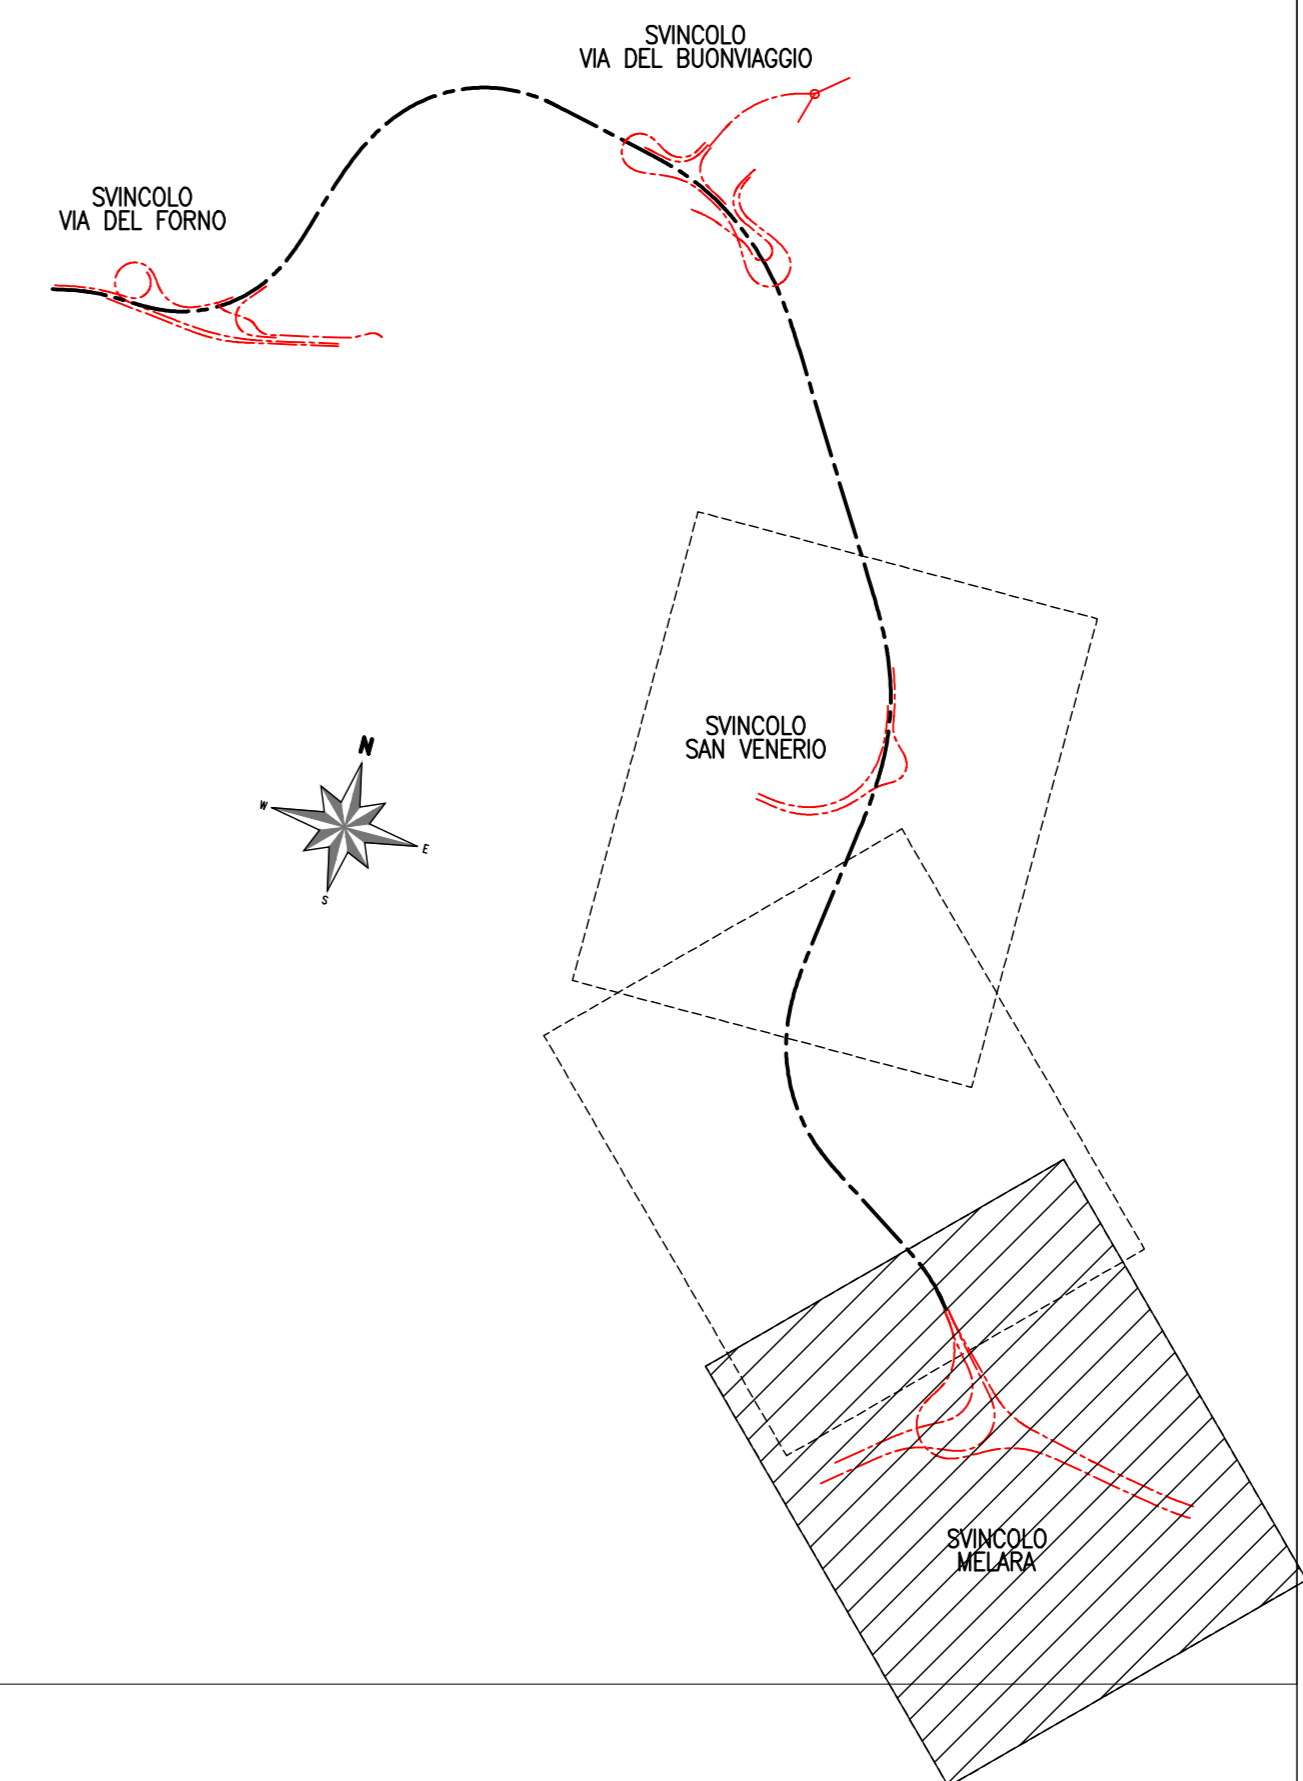 SVINCOLO
VIA DEL BUONVIAGGIO
SVINCOLO
VIA DEL FORNO
SVINCOLO
SAN VENERIO
N
W
E
S
SVINCOLO
MELARA